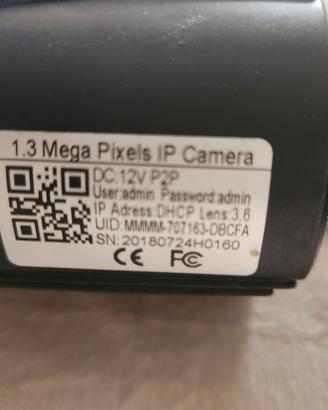 1.3 Mega Pixels IP Camera
DC:12V P2P
User:admin Password:admin
IP Adress:DHCP Lens:3.6
UID:MMMM-707163-DBCFA
SN: 20180724H0160
CE FC